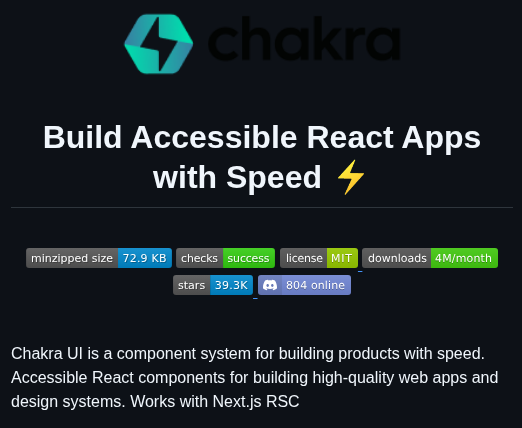 chakra
Build Accessible React Apps
with Speed ⚡
minzipped size 72.9 KB checks success license MIT downloads 4M/month
stars 39.3K 804 online
Chakra UI is a component system for building products with speed.
Accessible React components for building high-quality web apps and
design systems. Works with Next.js RSC